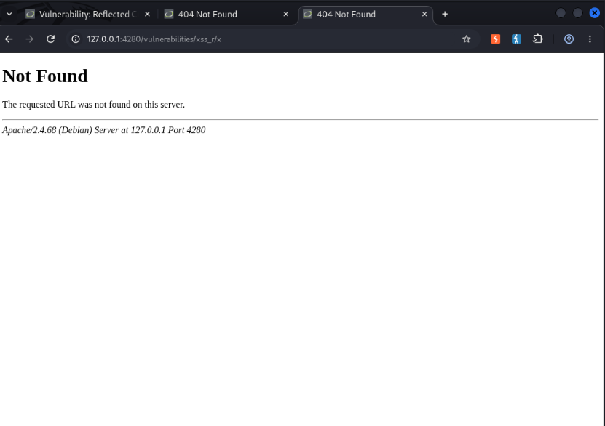 Vulnerability: Reflected
404 Not Found
404 Not Found
127.0.0.1:4280/vulnerabilities/xss_rfx
Not Found
The requested URL was not found on this server.
Apache/2.4.68 (Debian) Server at 127.0.0.1 Port 4280